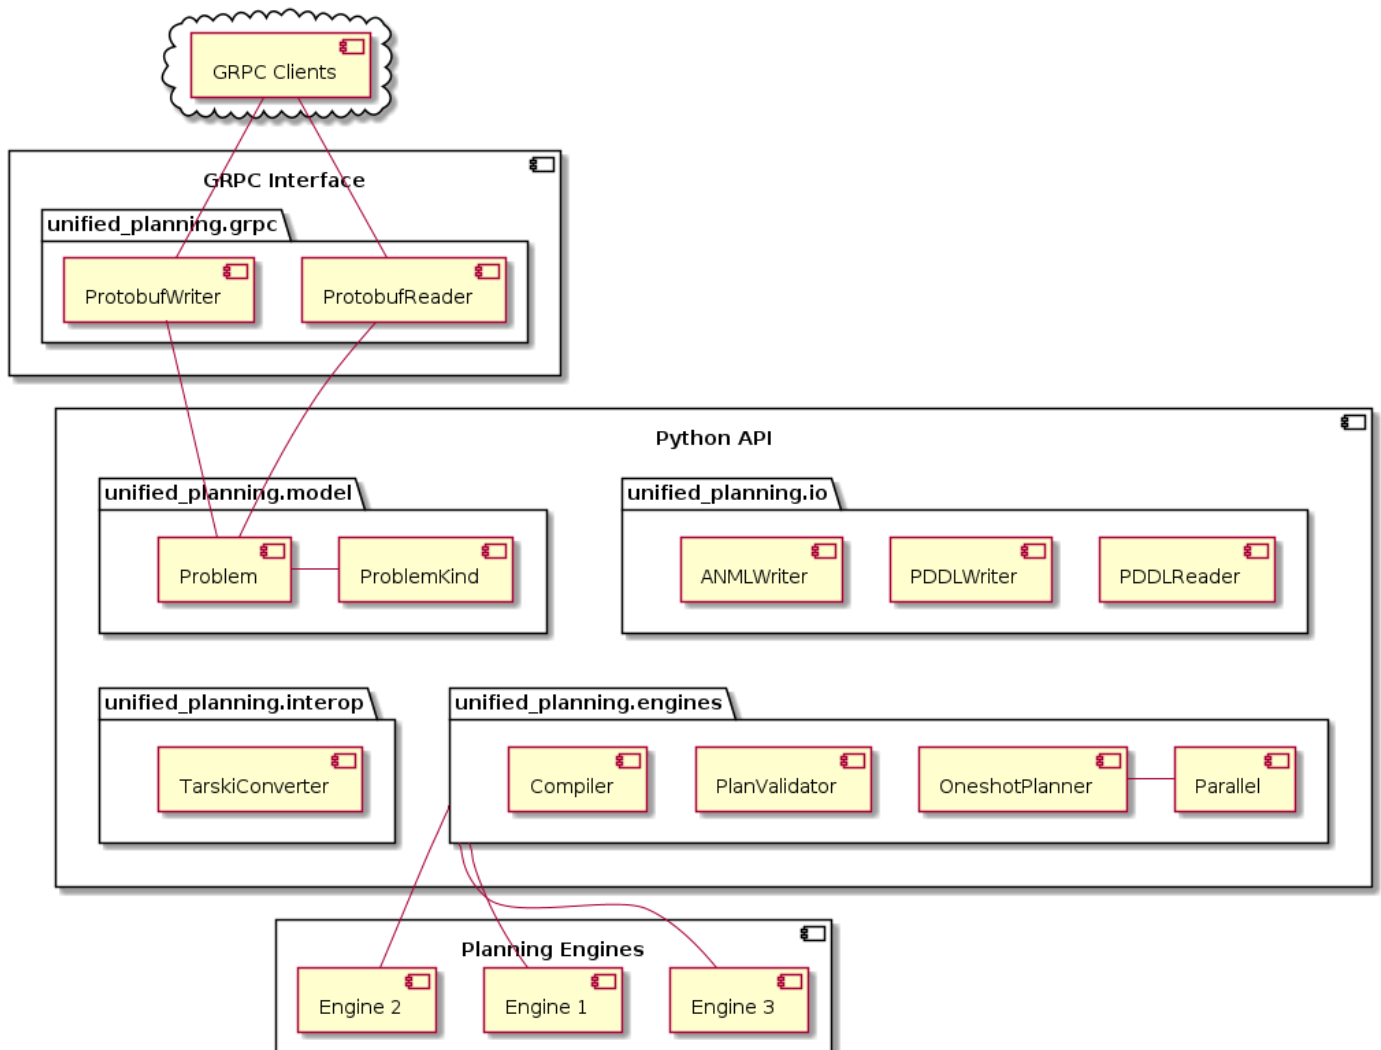 GRPC Clients
GRPC Interface
unified_planning.grpc
ProtobufWriter
ProtobufReader
Python API
unified_planning.model
unified_planning.io
Problem
ProblemKind
ANMLWriter
PDDLWriter
PDDLReader
unified_planning.interop
unified_planning.engines
TarskiConverter
Compiler
PlanValidator
OneshotPlanner
Parallel
Planning Engines
Engine 2
Engine 1
Engine 3